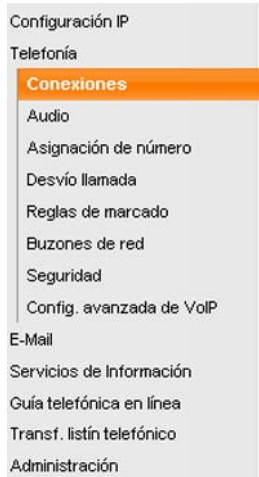 Configuración IP
Telefonía
Conexiones
Audio
Asignación de número
Desvío llamada
Reglas de marcado
Buzones de red
Seguridad
Config. avanzada de VoIP
E-Mail
Servicios de Información
Guía telefónica en línea
Transf. listín telefónico
Administración